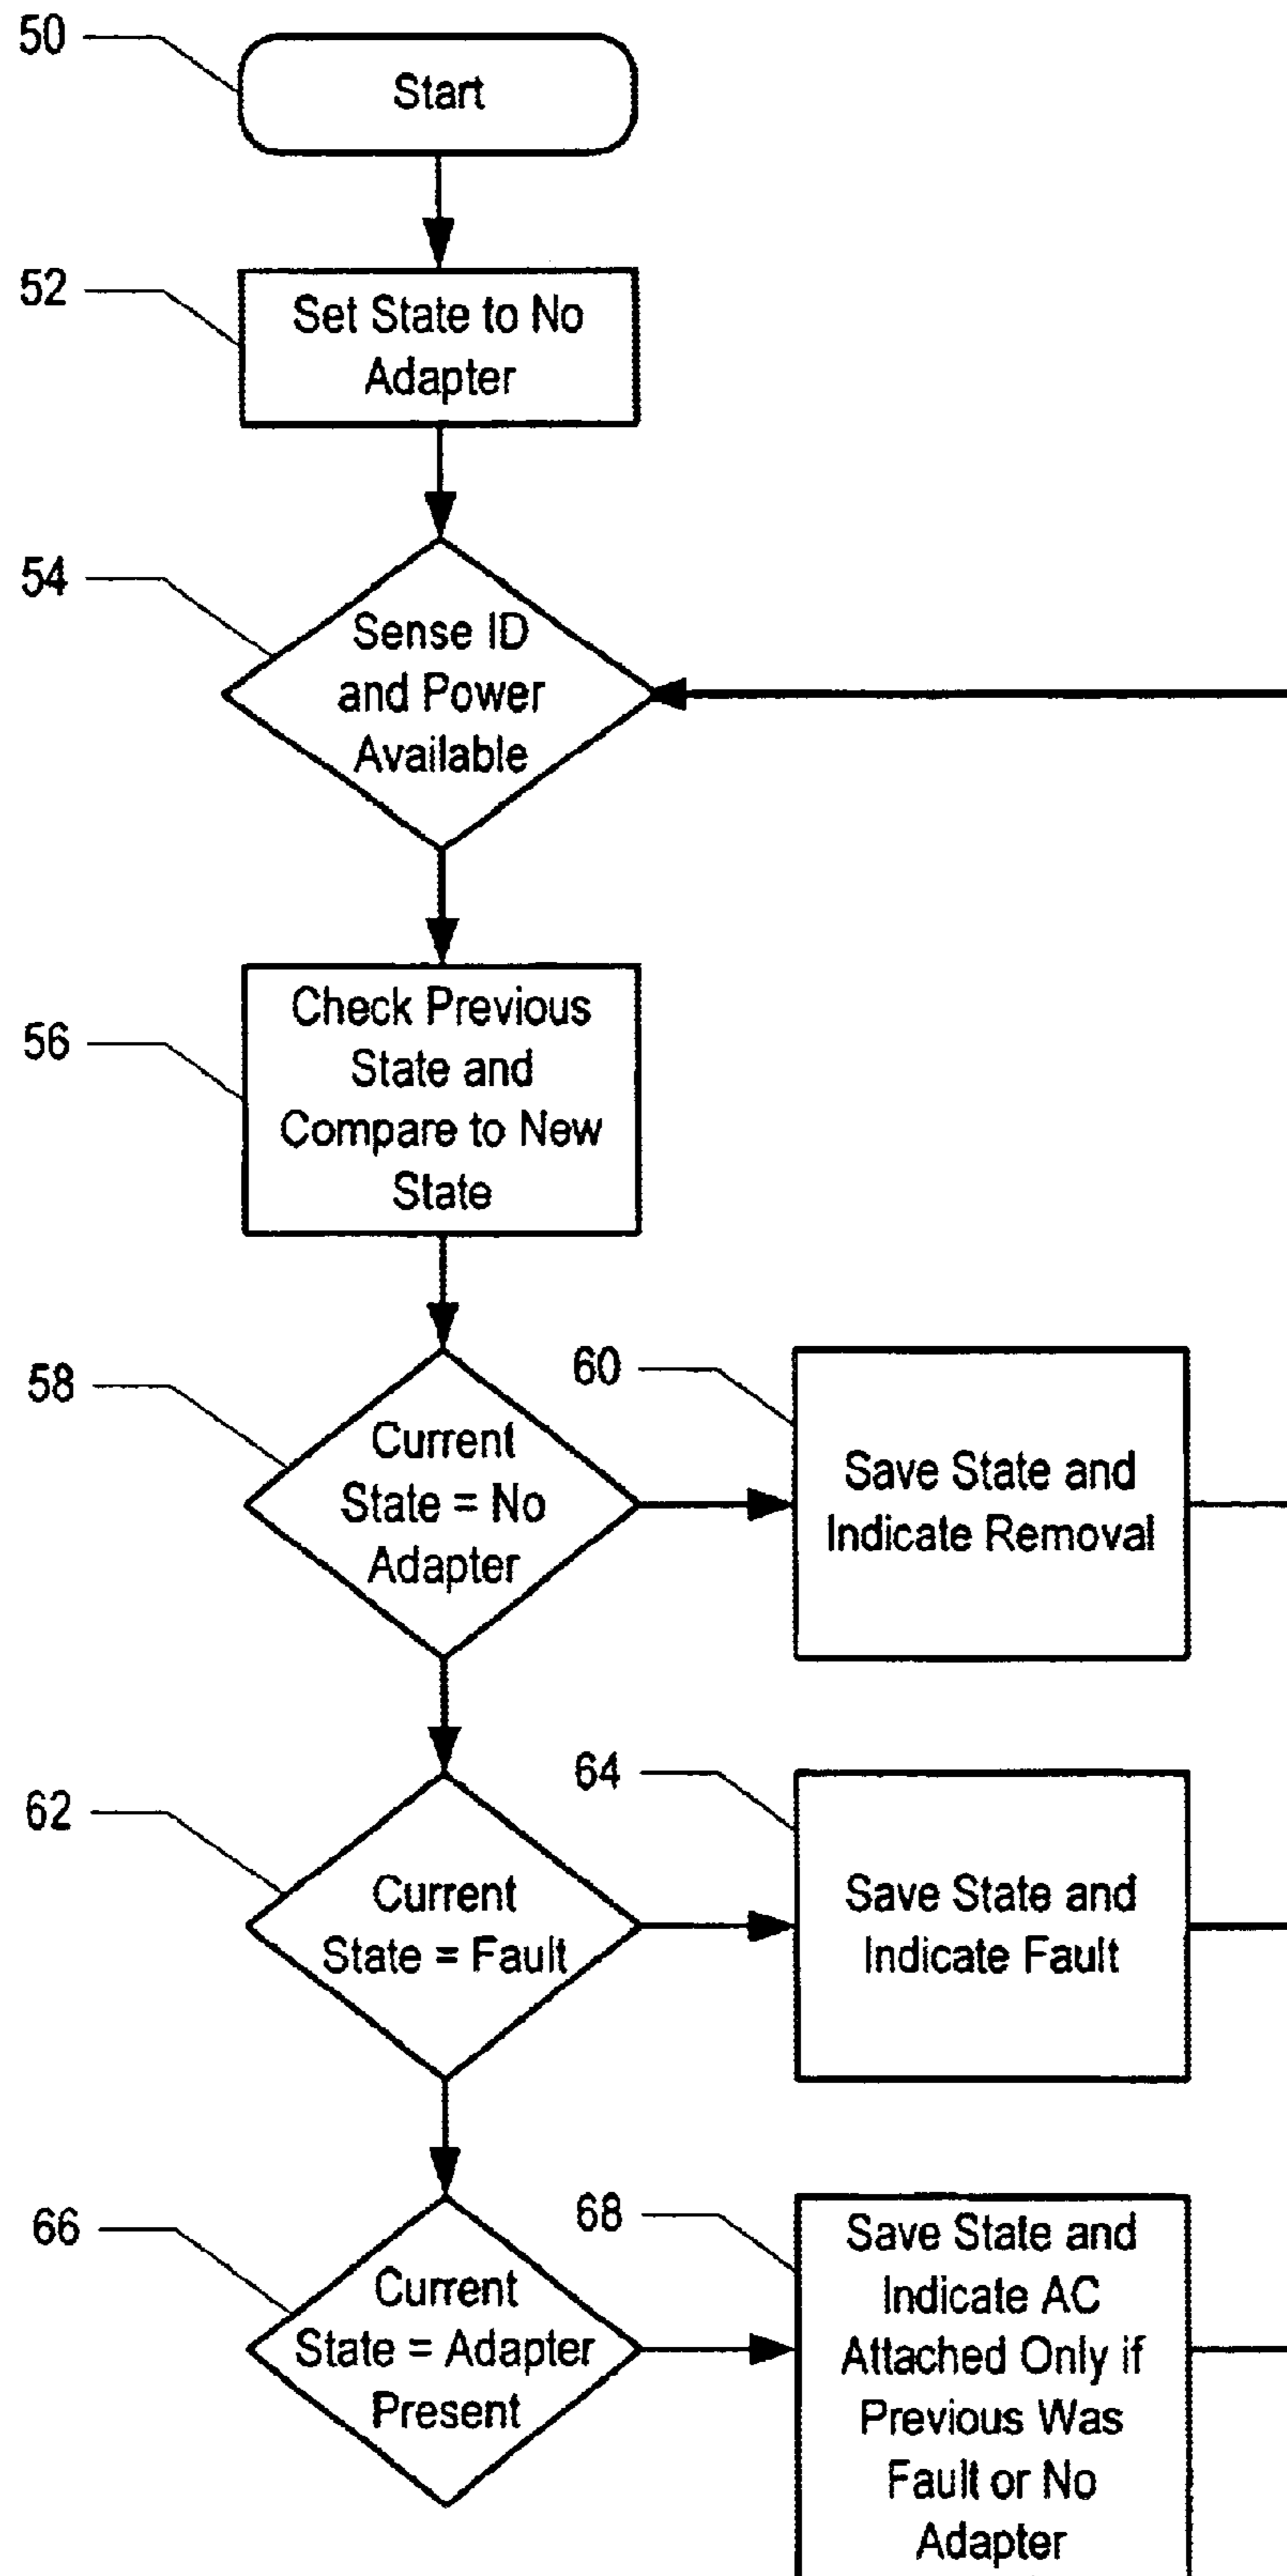 50
Start
52
Set State to No
Adapter
54
Sense ID
and Power
Available
56
Check Previous
State and
Compare to New
State
58
Current
State = No
Adapter
60
Save State and
Indicate Removal
62
Current
State = Fault
64
Save State and
Indicate Fault
66
Current
State = Adapter
Present
68
Save State and
Indicate AC
Attached Only if
Previous Was
Fault or No
Adapter